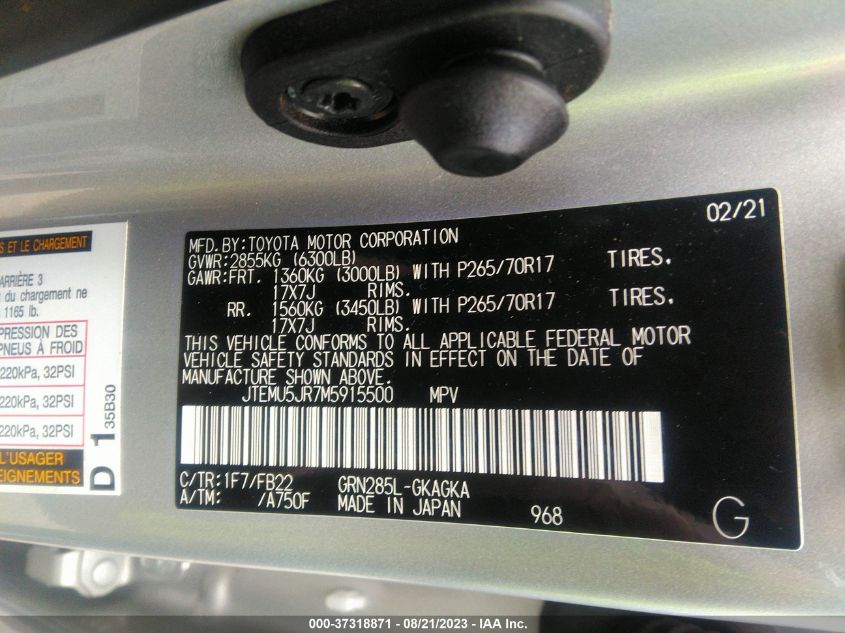 S ET LE CHARGEMENT
ARRIÈRE 3
du chargement ne
1165 lb.
PRESSION DES
PNEUS À FROID
220kPa, 32PSI
220kPa, 32PSI
220kPa, 32PSI
L'USAGER
D 1 35B30
02/21
MFD.BY:TOYOTA MOTOR CORPORATION
GVWR:2855KG (6300LB)
GAWR:FRT. 1360KG (3000LB) WITH P265/70R17 TIRES.
17X7J RIMS.
RR. 1560KG (3450LB) WITH P265/70R17 TIRES.
17X7J RIMS.
THIS VEHICLE CONFORMS TO ALL APPLICABLE FEDERAL MOTOR
VEHICLE SAFETY STANDARDS IN EFFECT ON THE DATE OF
MANUFACTURE SHOWN ABOVE.
JTEMU5JR7M5915500 MPV
C/TR:1F7/FB22 GRN285L-GKAGKA
A/TM: /A750F MADE IN JAPAN 968
G
000-37318871 - 08/21/2023 - IAA Inc.